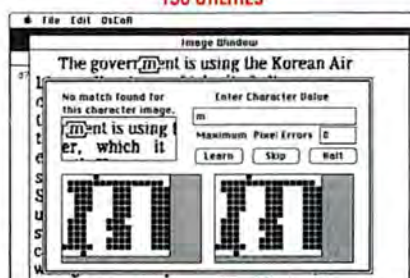 File Edit OsCaR
Image Window
The govern[m]ent is using the Korean Air
No match found for
this character image.
[m]ent is using t
er, which it
Enter Character Value
m
Maximum Pixel Errors 0
Learn Skip Halt